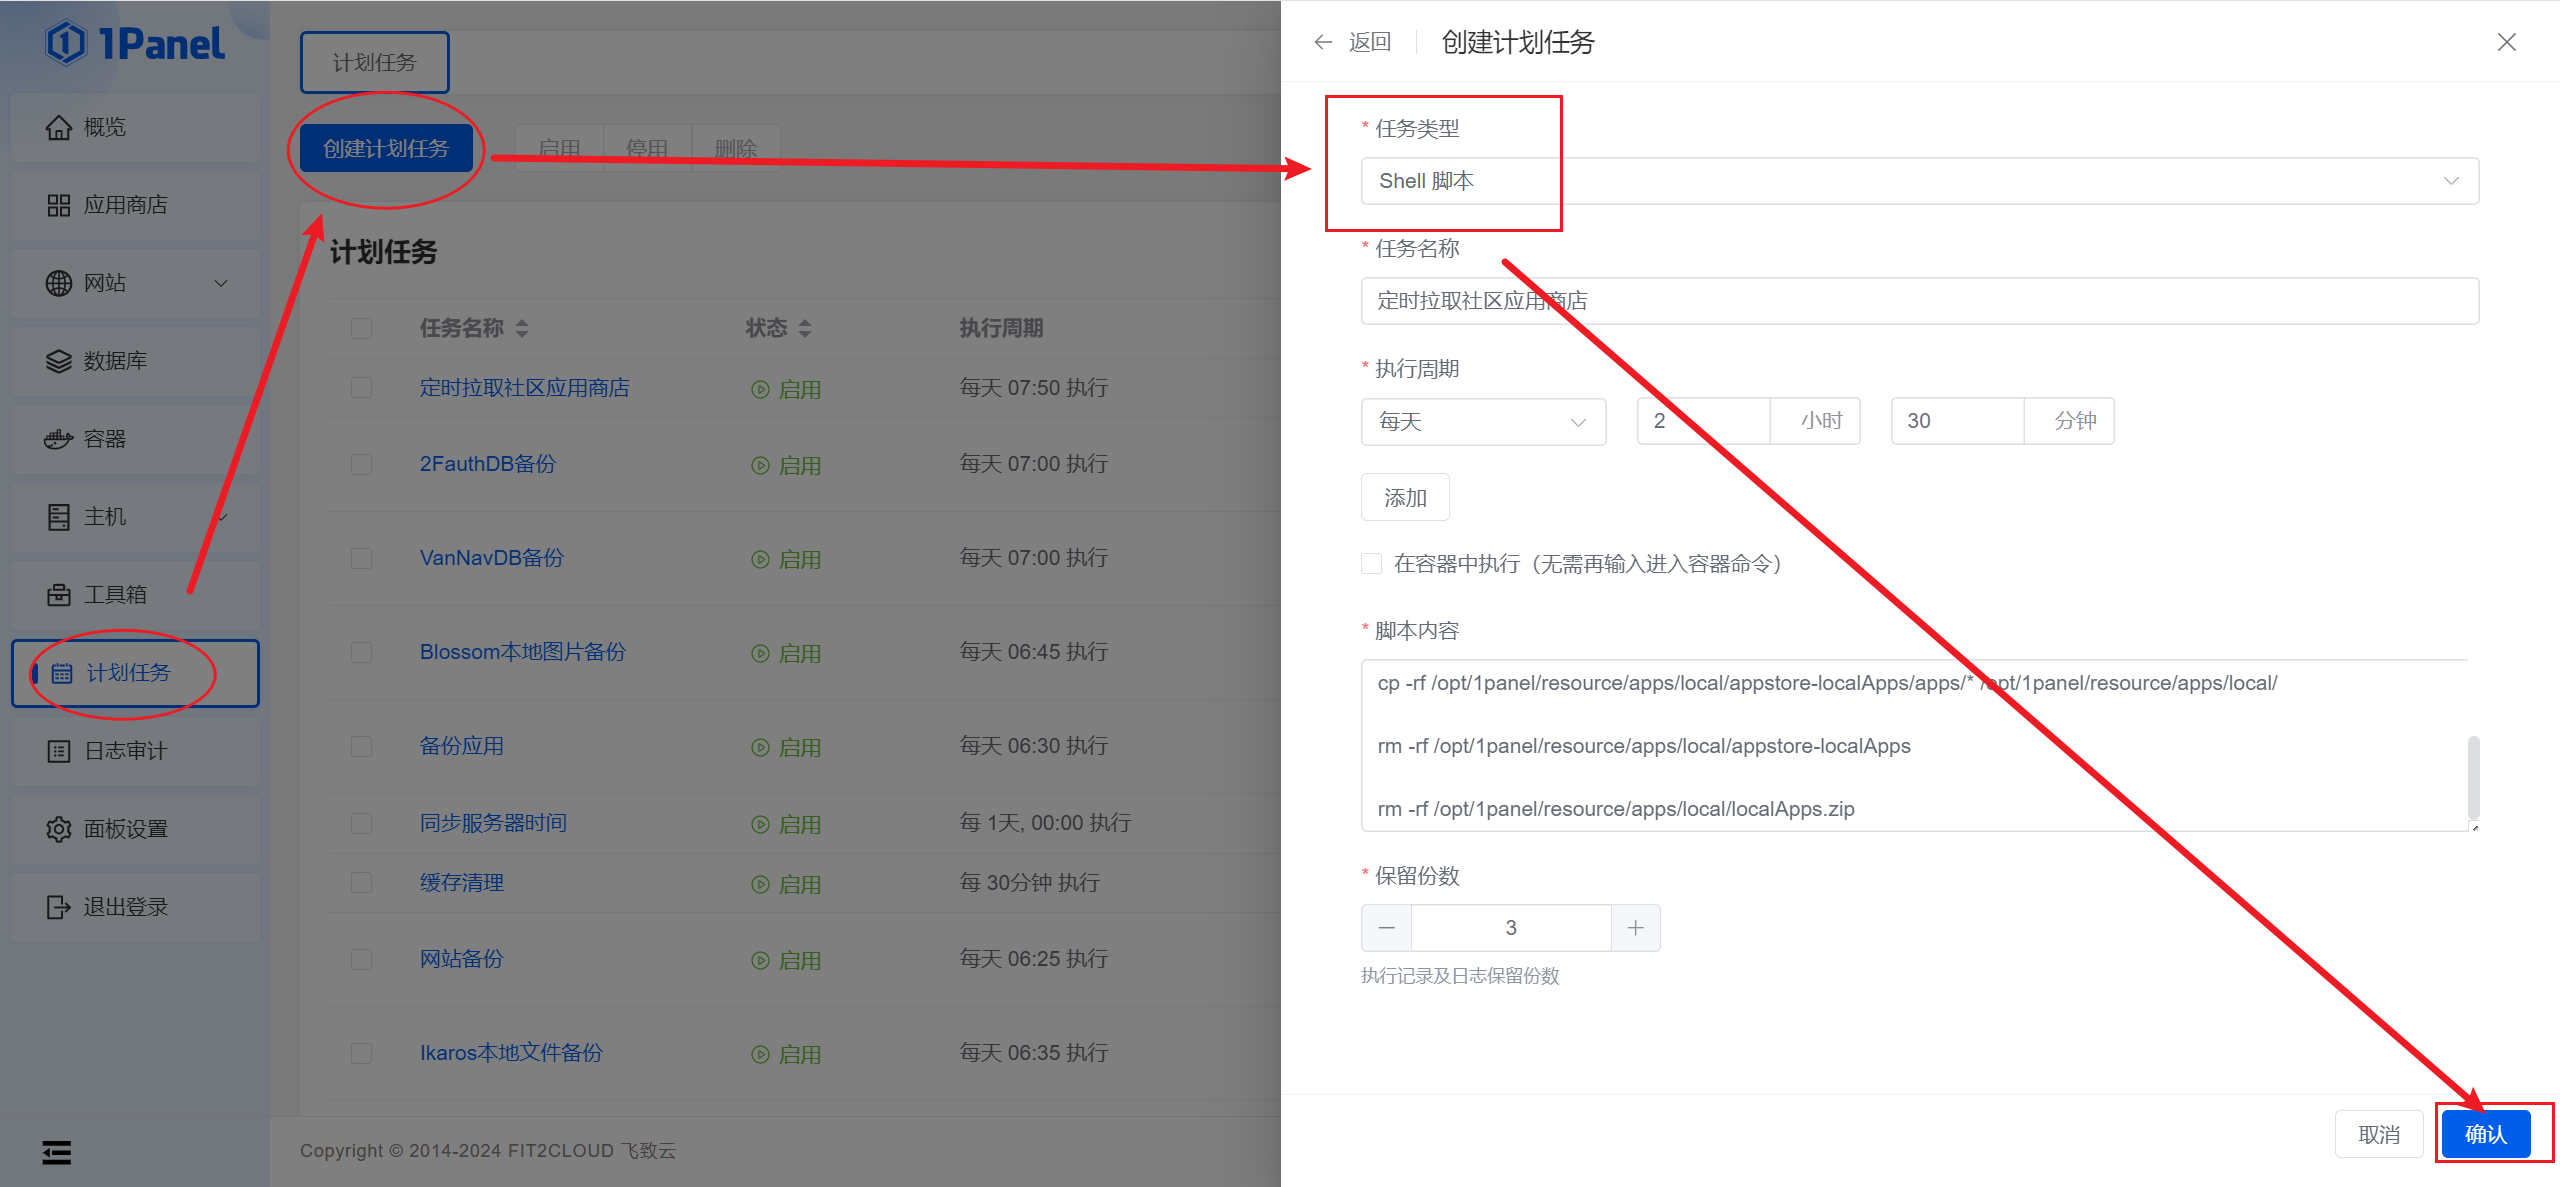 1Panel
概览
应用商店
网站
数据库
容器
主机
工具箱
计划任务
日志审计
面板设置
退出登录
计划任务
创建计划任务
启用
停用
删除
计划任务
任务名称 状态 执行周期
定时拉取社区应用商店 启用 每天 07:50 执行
2FauthDB备份 启用 每天 07:00 执行
VanNavDB备份 启用 每天 07:00 执行
Blossom本地图片备份 启用 每天 06:45 执行
备份应用 启用 每天 06:30 执行
同步服务器时间 启用 每 1天, 00:00 执行
缓存清理 启用 每 30分钟 执行
网站备份 启用 每天 06:25 执行
Ikaros本地文件备份 启用 每天 06:35 执行
Copyright © 2014-2024 FIT2CLOUD 飞致云
返回
创建计划任务
* 任务类型
Shell 脚本
* 任务名称
定时拉取社区应用商店
* 执行周期
每天 2 小时 30 分钟
添加
在容器中执行（无需再输入进入容器命令）
* 脚本内容
cp -rf /opt/1panel/resource/apps/local/appstore-localApps/apps/* /opt/1panel/resource/apps/local/
rm -rf /opt/1panel/resource/apps/local/appstore-localApps
rm -rf /opt/1panel/resource/apps/local/localApps.zip
* 保留份数
3
执行记录及日志保留份数
取消
确认